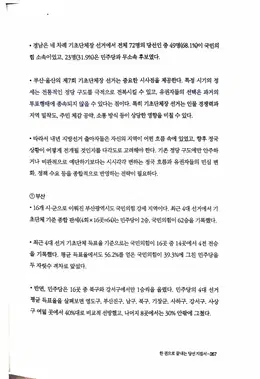 • 경남은 네 차례 기초단체장 선거에서 전체 72명의 당선인 중 49명(68.1%)이 국민의
힘 소속이었고, 23명(31.9%)은 민주당과 무소속 후보였다.
• 부산·울산의 제7회 기초단체장 선거는 중요한 시사점을 제공한다. 특정 시기의 정
세는 전통적인 정당 구도를 극적으로 전복시킬 수 있고, 유권자들의 선택은 과거의
투표행태에 종속되지 않을 수 있다는 점이다. 특히 기초단체장 선거는 인물 경쟁력과
지역 밀착도, 주민 체감 공약, 소통 방식 등이 상당한 영향을 미칠 수 있다.
• 따라서 내년 지방선거 출마자들은 자신의 지역이 어떤 흐름 속에 있었고, 향후 정국
상황이 어떻게 전개될 것인지를 다각도로 고려해야 한다. 기존 정당 구도에만 안주하
거나 비관적으로 예단하기보다는 시시각각 변하는 정국 흐름과 유권자들의 민심 변
화, 정책 수요 등을 종합적으로 반영하는 전략이 필요하다.
① 부산
• 16개 시·군으로 이뤄진 부산광역시도 국민의힘 강세 지역이다. 최근 4대 선거에서 기
초단체 기준 종합 판세(4회×16곳=64)는 민주당이 2승, 국민의힘이 62승을 기록했다.
• 최근 4대 선거 기초단체 득표율 기준으로는 국민의힘이 16곳 중 14곳에서 4전 전승
을 기록했다. 평균 득표율에서도 56.2%를 얻은 국민의힘이 39.3%에 그친 민주당을
두 자릿수 격차로 앞섰다.
• 반면, 민주당은 16곳 중 북구와 강서구에서만 1승씩을 올렸다. 민주당의 4대 선거
평균 득표율을 살펴보면 영도구, 부산진구, 남구, 북구, 기장군, 사하구, 강서구, 사상
구 여덟 곳에서 40%대로 비교적 선방했고, 나머지 8곳에서는 30% 안팎에 그쳤다.
한 권으로 끝내는 당선 지침서 · 067